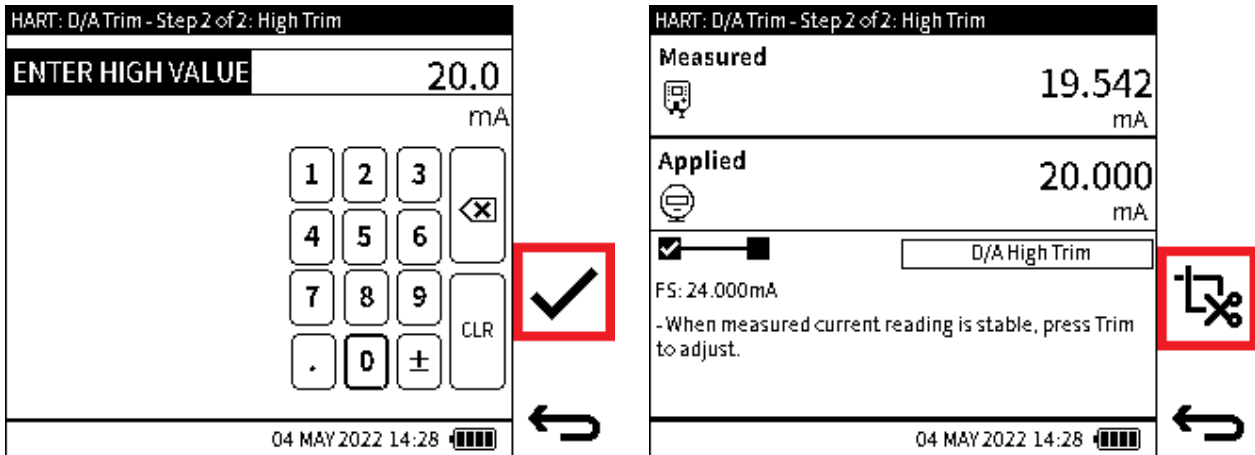 HART: D/A Trim - Step 2 of 2: High Trim
ENTER HIGH VALUE 20.0
mA
1 2 3
4 5 6
7 8 9
CLR
. 0 ±
04 MAY 2022 14:28
HART: D/A Trim - Step 2 of 2: High Trim
Measured
19.542
mA
Applied
20.000
mA
D/A High Trim
FS: 24.000mA
- When measured current reading is stable, press Trim
to adjust.
04 MAY 2022 14:28